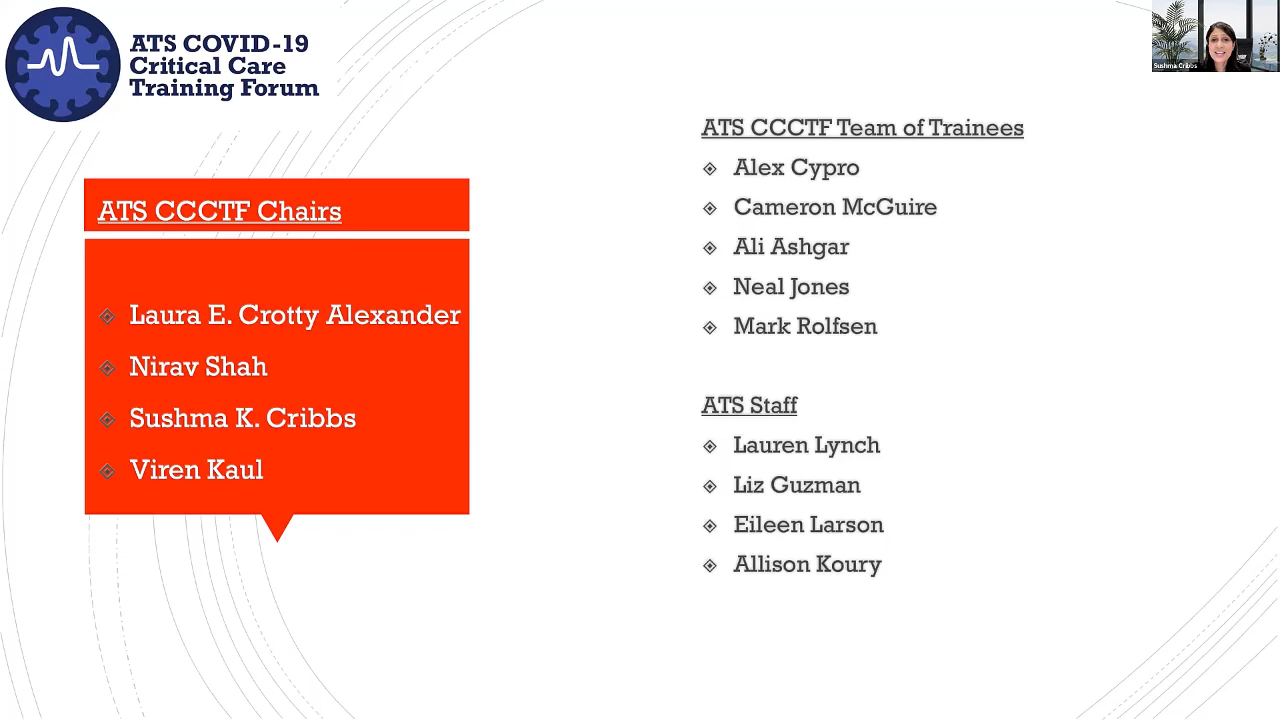 ATS COVID-19
Critical Care
Training Forum
Sushma Cribbs
ATS CCCTF Chairs
Laura E. Crotty Alexander
Nirav Shah
Sushma K. Cribbs
Viren Kaul
ATS CCCTF Team of Trainees
Alex Cypro
Cameron McGuire
Ali Ashgar
Neal Jones
Mark Rolfsen
ATS Staff
Lauren Lynch
Liz Guzman
Eileen Larson
Allison Koury